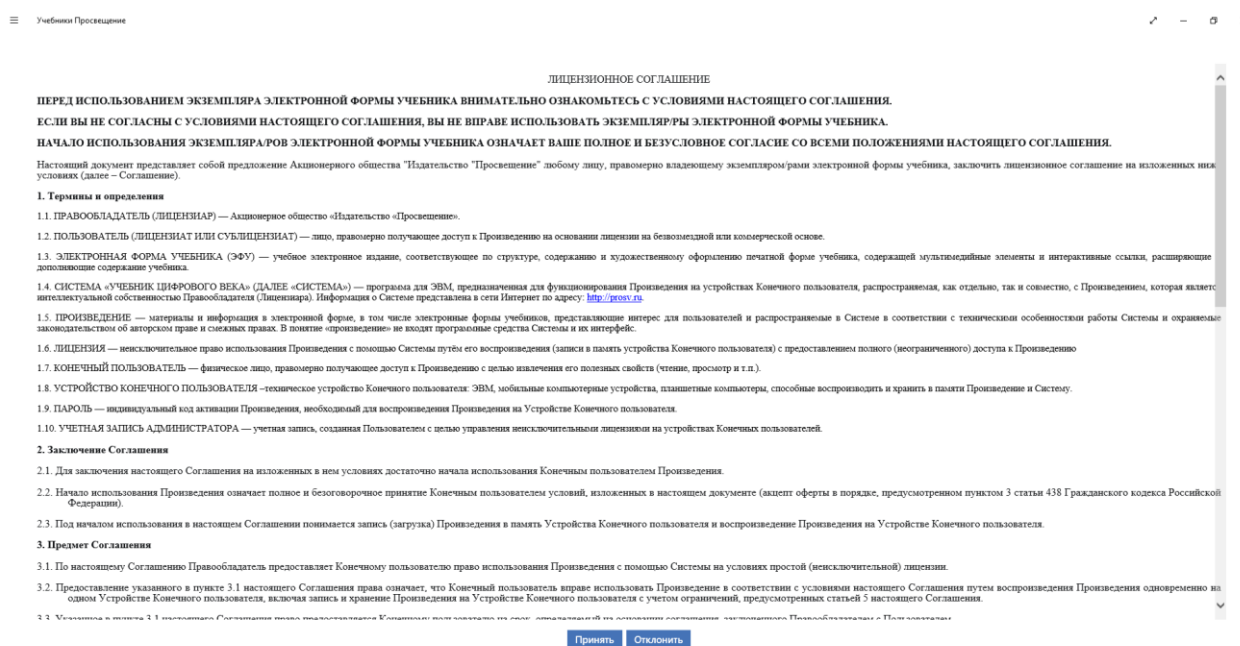 Учебники Просвещение
ЛИЦЕНЗИОННОЕ СОГЛАШЕНИЕ
ПЕРЕД ИСПОЛЬЗОВАНИЕМ ЭКЗЕМПЛЯРА ЭЛЕКТРОННОЙ ФОРМЫ УЧЕБНИКА ВНИМАТЕЛЬНО ОЗНАКОМЬТЕСЬ С УСЛОВИЯМИ НАСТОЯЩЕГО СОГЛАШЕНИЯ.
ЕСЛИ ВЫ НЕ СОГЛАСНЫ С УСЛОВИЯМИ НАСТОЯЩЕГО СОГЛАШЕНИЯ, ВЫ НЕ ВПРАВЕ ИСПОЛЬЗОВАТЬ ЭКЗЕМПЛЯР/РЫ ЭЛЕКТРОННОЙ ФОРМЫ УЧЕБНИКА.
НАЧАЛО ИСПОЛЬЗОВАНИЯ ЭКЗЕМПЛЯРА/РОВ ЭЛЕКТРОННОЙ ФОРМЫ УЧЕБНИКА ОЗНАЧАЕТ ВАШЕ ПОЛНОЕ И БЕЗУСЛОВНОЕ СОГЛАСИЕ СО ВСЕМИ ПОЛОЖЕНИЯМИ НАСТОЯЩЕГО СОГЛАШЕНИЯ.
Настоящий документ представляет собой предложение Акционерного общества "Издательство "Просвещение" любому лицу, правомерно владеющему экземпляром/рами электронной формы учебника, заключить лицензионное соглашение на изложенных ниж
условиях (далее – Соглашение).
1. Термины и определения
1.1. ПРАВООБЛАДАТЕЛЬ (ЛИЦЕНЗИАР) — Акционерное общество «Издательство «Просвещение».
1.2. ПОЛЬЗОВАТЕЛЬ (ЛИЦЕНЗИАТ ИЛИ СУБЛИЦЕНЗИАТ) — лицо, правомерно получающее доступ к Произведению на основании лицензии на безвозмездной или коммерческой основе.
1.3. ЭЛЕКТРОННАЯ ФОРМА УЧЕБНИКА (ЭФУ) — учебное электронное издание, соответствующее по структуре, содержанию и художественному оформлению печатной форме учебника, содержащей мультимедийные элементы и интерактивные ссылки, расширяющие
дополняющие содержание учебника.
1.4. СИСТЕМА «УЧЕБНИК ЦИФРОВОГО ВЕКА» (ДАЛЕЕ «СИСТЕМА») — программа для ЭВМ, предназначенная для функционирования Произведения на устройствах Конечного пользователя, распространяемая, как отдельно, так и совместно, с Произведением, которая являетс
интеллектуальной собственностью Правообладателя (Лицензиара). Информация о Системе представлена в сети Интернет по адресу: http://prosv.ru.
1.5. ПРОИЗВЕДЕНИЕ — материалы и информация в электронной форме, в том числе электронные формы учебников, представляющие интерес для пользователей и распространяемые в Системе в соответствии с техническими особенностями работы Системы и охраняемые
законодательством об авторском праве и смежных правах. В понятие «произведение» не входят программные средства Системы и их интерфейс.
1.6. ЛИЦЕНЗИЯ — неисключительное право использования Произведения с помощью Системы путём его воспроизведения (записи в память устройства Конечного пользователя) с предоставлением полного (неограниченного) доступа к Произведению
1.7. КОНЕЧНЫЙ ПОЛЬЗОВАТЕЛЬ — физическое лицо, правомерно получающее доступ к Произведению с целью извлечения его полезных свойств (чтение, просмотр и т.п.).
1.8. УСТРОЙСТВО КОНЕЧНОГО ПОЛЬЗОВАТЕЛЯ –техническое устройство Конечного пользователя: ЭВМ, мобильные компьютерные устройства, планшетные компьютеры, способные воспроизводить и хранить в памяти Произведение и Систему.
1.9. ПАРОЛЬ — индивидуальный код активации Произведения, необходимый для воспроизведения Произведения на Устройстве Конечного пользователя.
1.10. УЧЕТНАЯ ЗАПИСЬ АДМИНИСТРАТОРА — учетная запись, созданная Пользователем с целью управления неисключительными лицензиями на устройствах Конечных пользователей.
2. Заключение Соглашения
2.1. Для заключения настоящего Соглашения на изложенных в нем условиях достаточно начала использования Конечным пользователем Произведения.
2.2. Начало использования Произведения означает полное и безоговорочное принятие Конечным пользователем условий, изложенных в настоящем документе (акцепт оферты в порядке, предусмотренном пунктом 3 статьи 438 Гражданского кодекса Российской
Федерации).
2.3. Под началом использования в настоящем Соглашении понимается запись (загрузка) Произведения в память Устройства Конечного пользователя и воспроизведение Произведения на Устройстве Конечного пользователя.
3. Предмет Соглашения
3.1. По настоящему Соглашению Правообладатель предоставляет Конечному пользователю право использования Произведения с помощью Системы на условиях простой (неисключительной) лицензии.
3.2. Предоставление указанного в пункте 3.1 настоящего Соглашения права означает, что Конечный пользователь вправе использовать Произведение в соответствии с условиями настоящего Соглашения путем воспроизведения Произведения одновременно на
одном Устройстве Конечного пользователя, включая запись и хранение Произведения на Устройстве Конечного пользователя с учетом ограничений, предусмотренных статьей 5 настоящего Соглашения.
3.3. Указанное в пункте 3.1 настоящего Соглашения право предоставляется Конечному пользователю на срок, определяемый на основании соглашения, заключенного Правообладателем с Пользователем.
Принять Отклонить